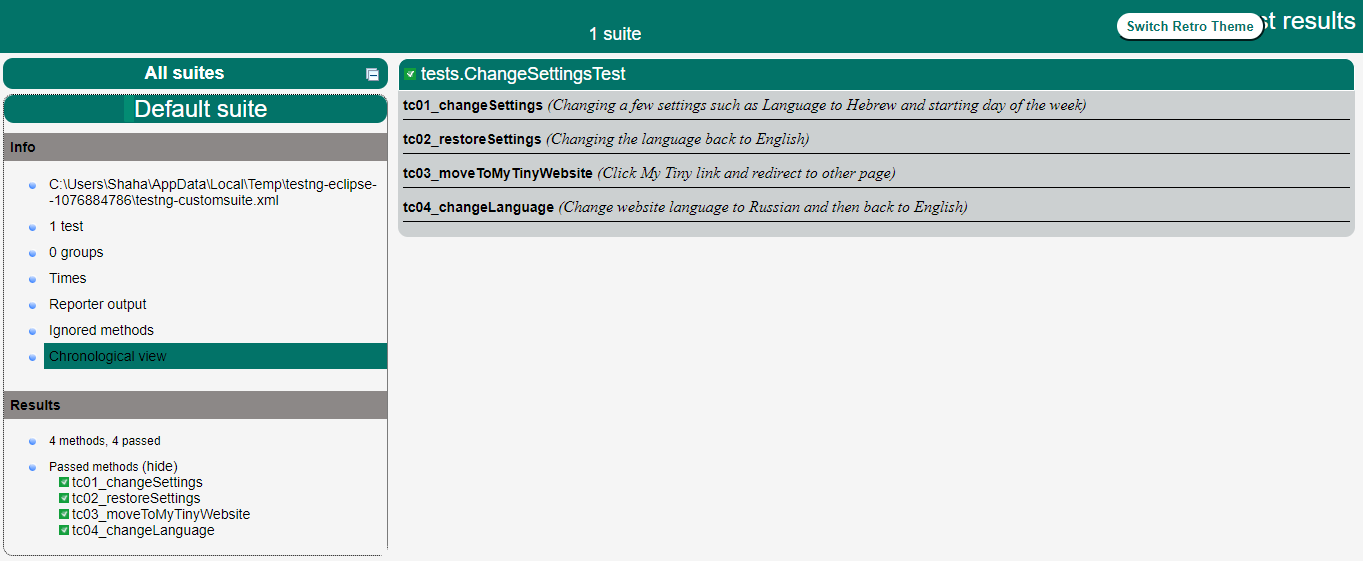 1 suite
Switch Retro Theme
st results
All suites
Default suite
Info
C:\Users\Shaha\AppData\Local\Temp\testng-eclipse-
-1076884786\testng-customsuite.xml
1 test
0 groups
Times
Reporter output
Ignored methods
Chronological view
Results
4 methods, 4 passed
Passed methods (hide)
tc01_changeSettings
tc02_restoreSettings
tc03_moveToMyTinyWebsite
tc04_changeLanguage
tests.ChangeSettingsTest
tc01_changeSettings (Changing a few settings such as Language to Hebrew and starting day of the week)
tc02_restoreSettings (Changing the language back to English)
tc03_moveToMyTinyWebsite (Click My Tiny link and redirect to other page)
tc04_changeLanguage (Change website language to Russian and then back to English)